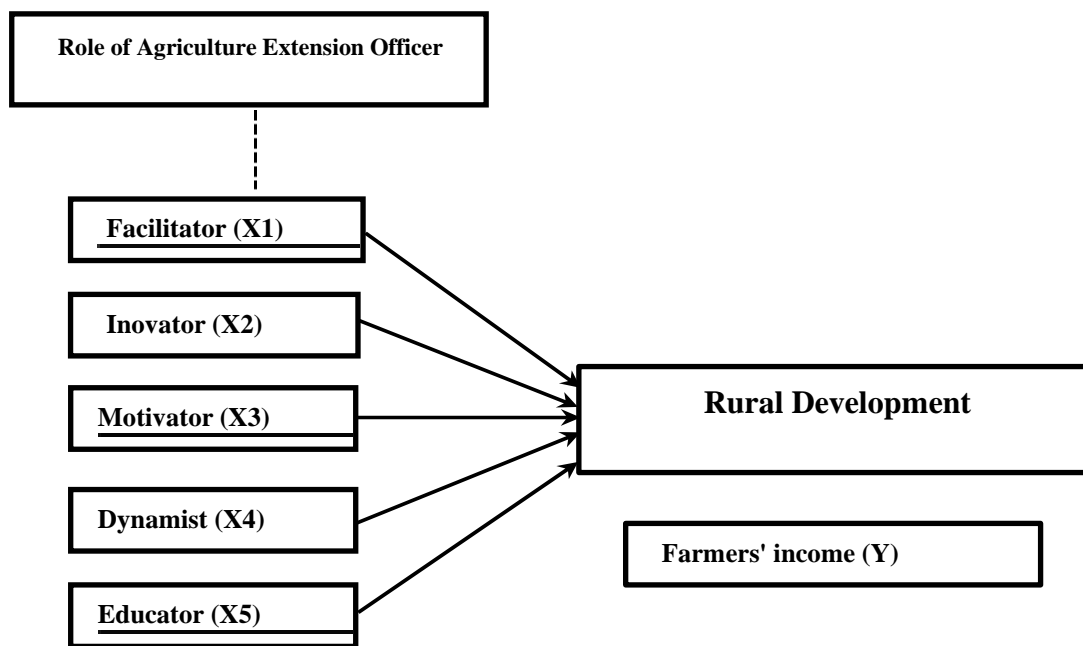 Role of Agriculture Extension Officer
Facilitator (X1)
Inovator (X2)
Motivator (X3)
Dynamist (X4)
Educator (X5)
Rural Development
Farmers' income (Y)